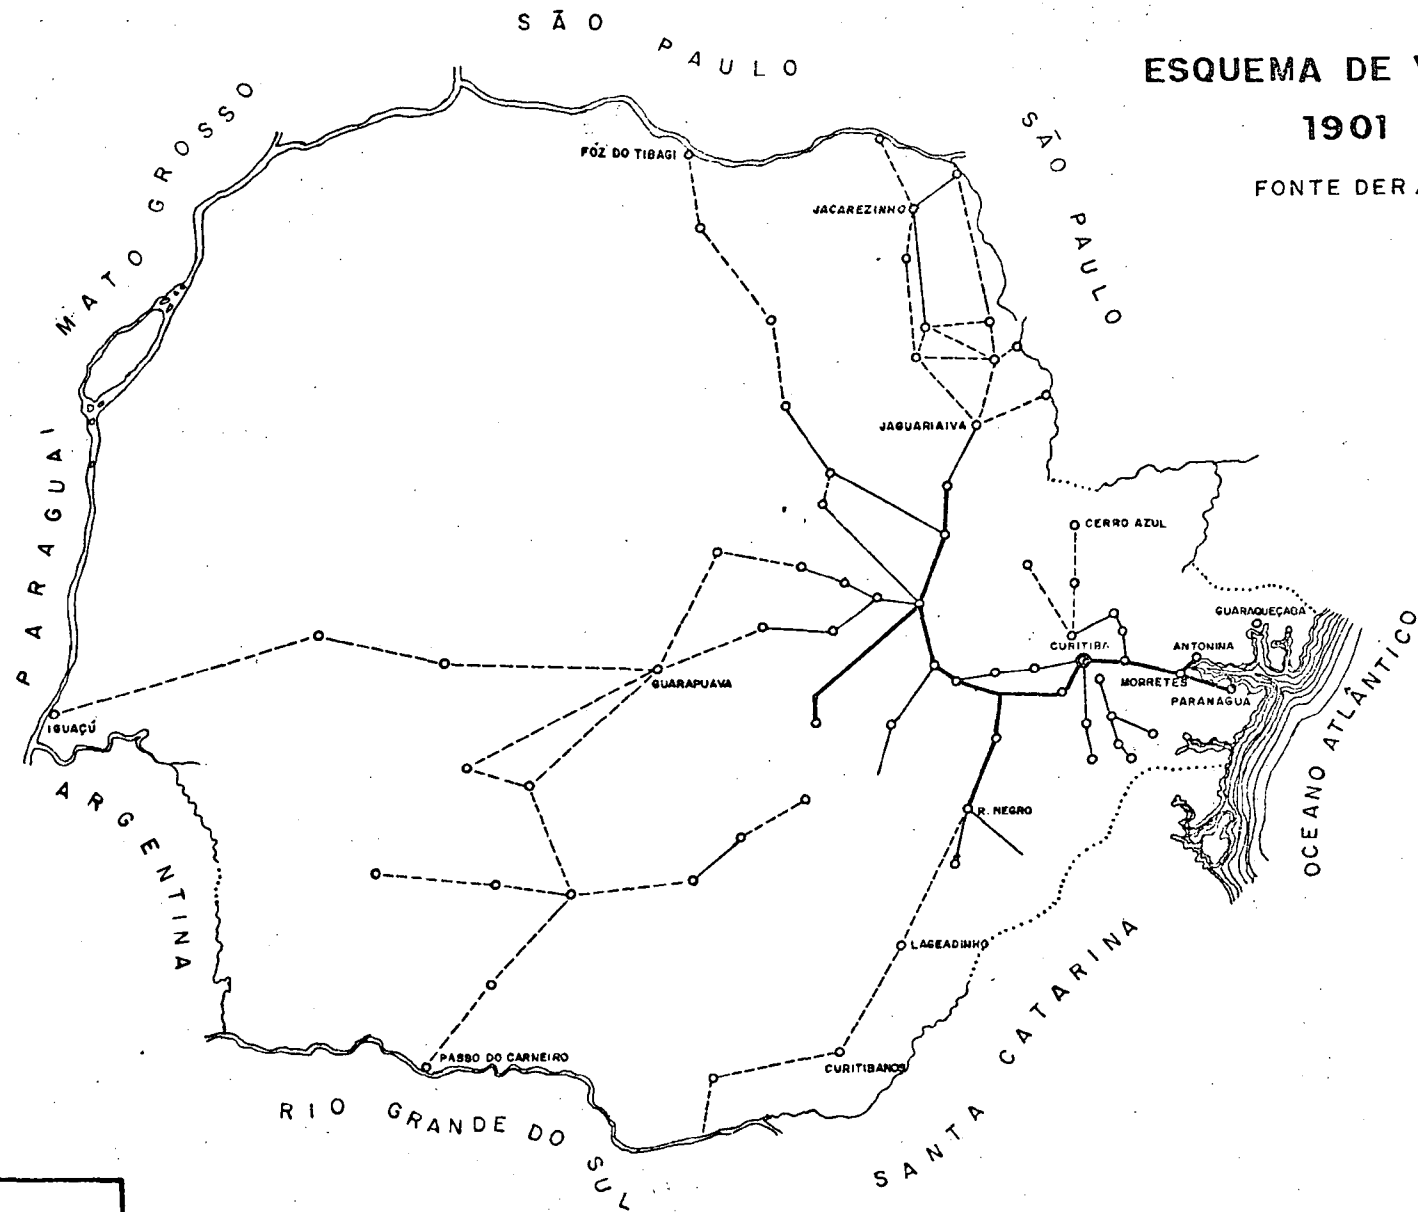 SÃO PAULO
ESQUEMA DE
1901
FONTE DER
MATO GROSSO
SÃO PAULO
FÓZ DO TIBAGI
JACAREZINHO
JAGUARIAIVA
PARAGUAI
CERRO AZUL
GUARAQUEÇABA
CURITIBA
ANTONINA
MORRETES
PARANAGUA
GUARAPUAVA
IGUAÇÚ
OCEANO ATLÂNTICO
ARGENTINA
R. NEGRO
LAGEADINHO
PASSO DO CARNEIRO
CURITIBANOS
RIO GRANDE DO SUL
SANTA CATARINA